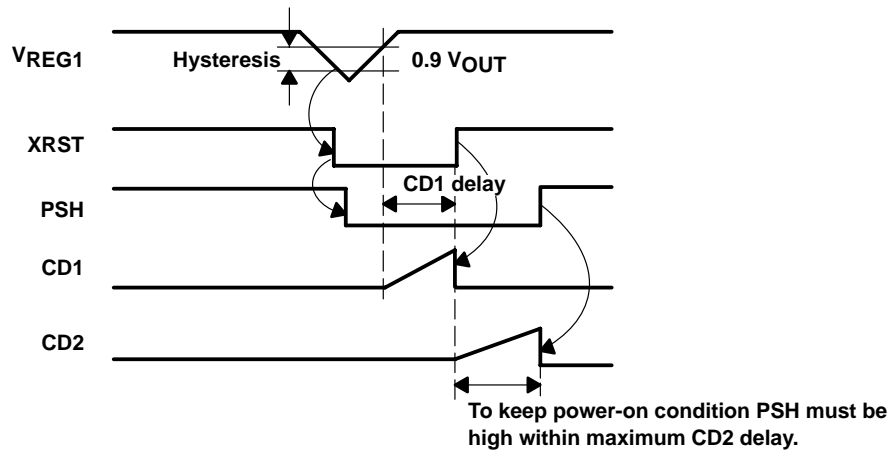 VREG1
Hysteresis
0.9 VOUT
XRST
CD1 delay
PSH
CD1
CD2
To keep power-on condition PSH must be
high within maximum CD2 delay.